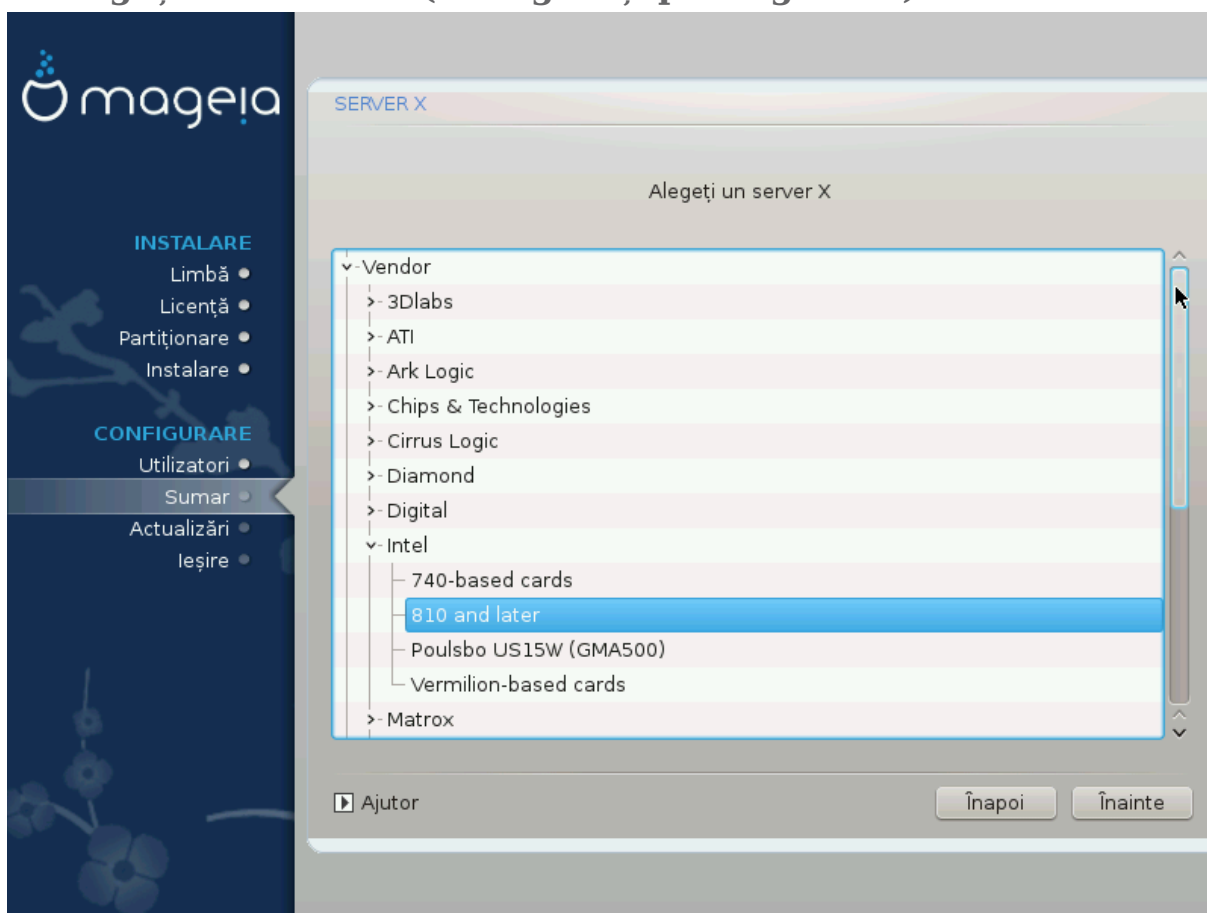 mageia
SERVER X
Alegeți un server X
INSTALARE
Limbă
Licență
Partiționare
Instalare
CONFIGURARE
Utilizatori
Sumar
Actualizări
Ieșire
Vendor
3Dlabs
ATI
Ark Logic
Chips & Technologies
Cirrus Logic
Diamond
Digital
Intel
740-based cards
810 and later
Poulsbo US15W (GMA500)
Vermilion-based cards
Matrox
Ajutor
Înapoi
Înainte